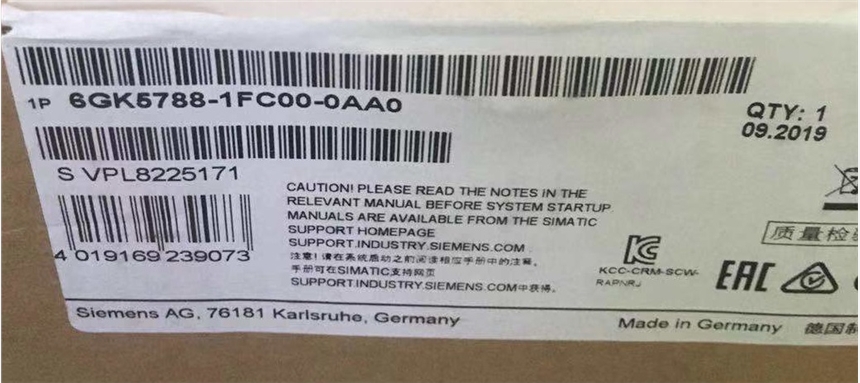 1P 6GK5788-1FC00-0AA0
QTY: 1
09.2019
S VPL8225171
4 019169 239073
CAUTION! PLEASE READ THE NOTES IN THE
RELEVANT MANUAL BEFORE SYSTEM STARTUP
MANUALS ARE AVAILABLE FROM THE SIMATIC
SUPPORT HOMEPAGE
SUPPORT.INDUSTRY.SIEMENS.COM
注意!请在系统启动之前阅读相应手册中的注释。
手册可在SIMATIC支持网页
SUPPORT.INDUSTRY.SIEMENS.COM中获得。
KCC-CRM-SCW-
RAPNRJ
EAC
质量检
Siemens AG, 76181 Karlsruhe, Germany
Made in Germany 德国制